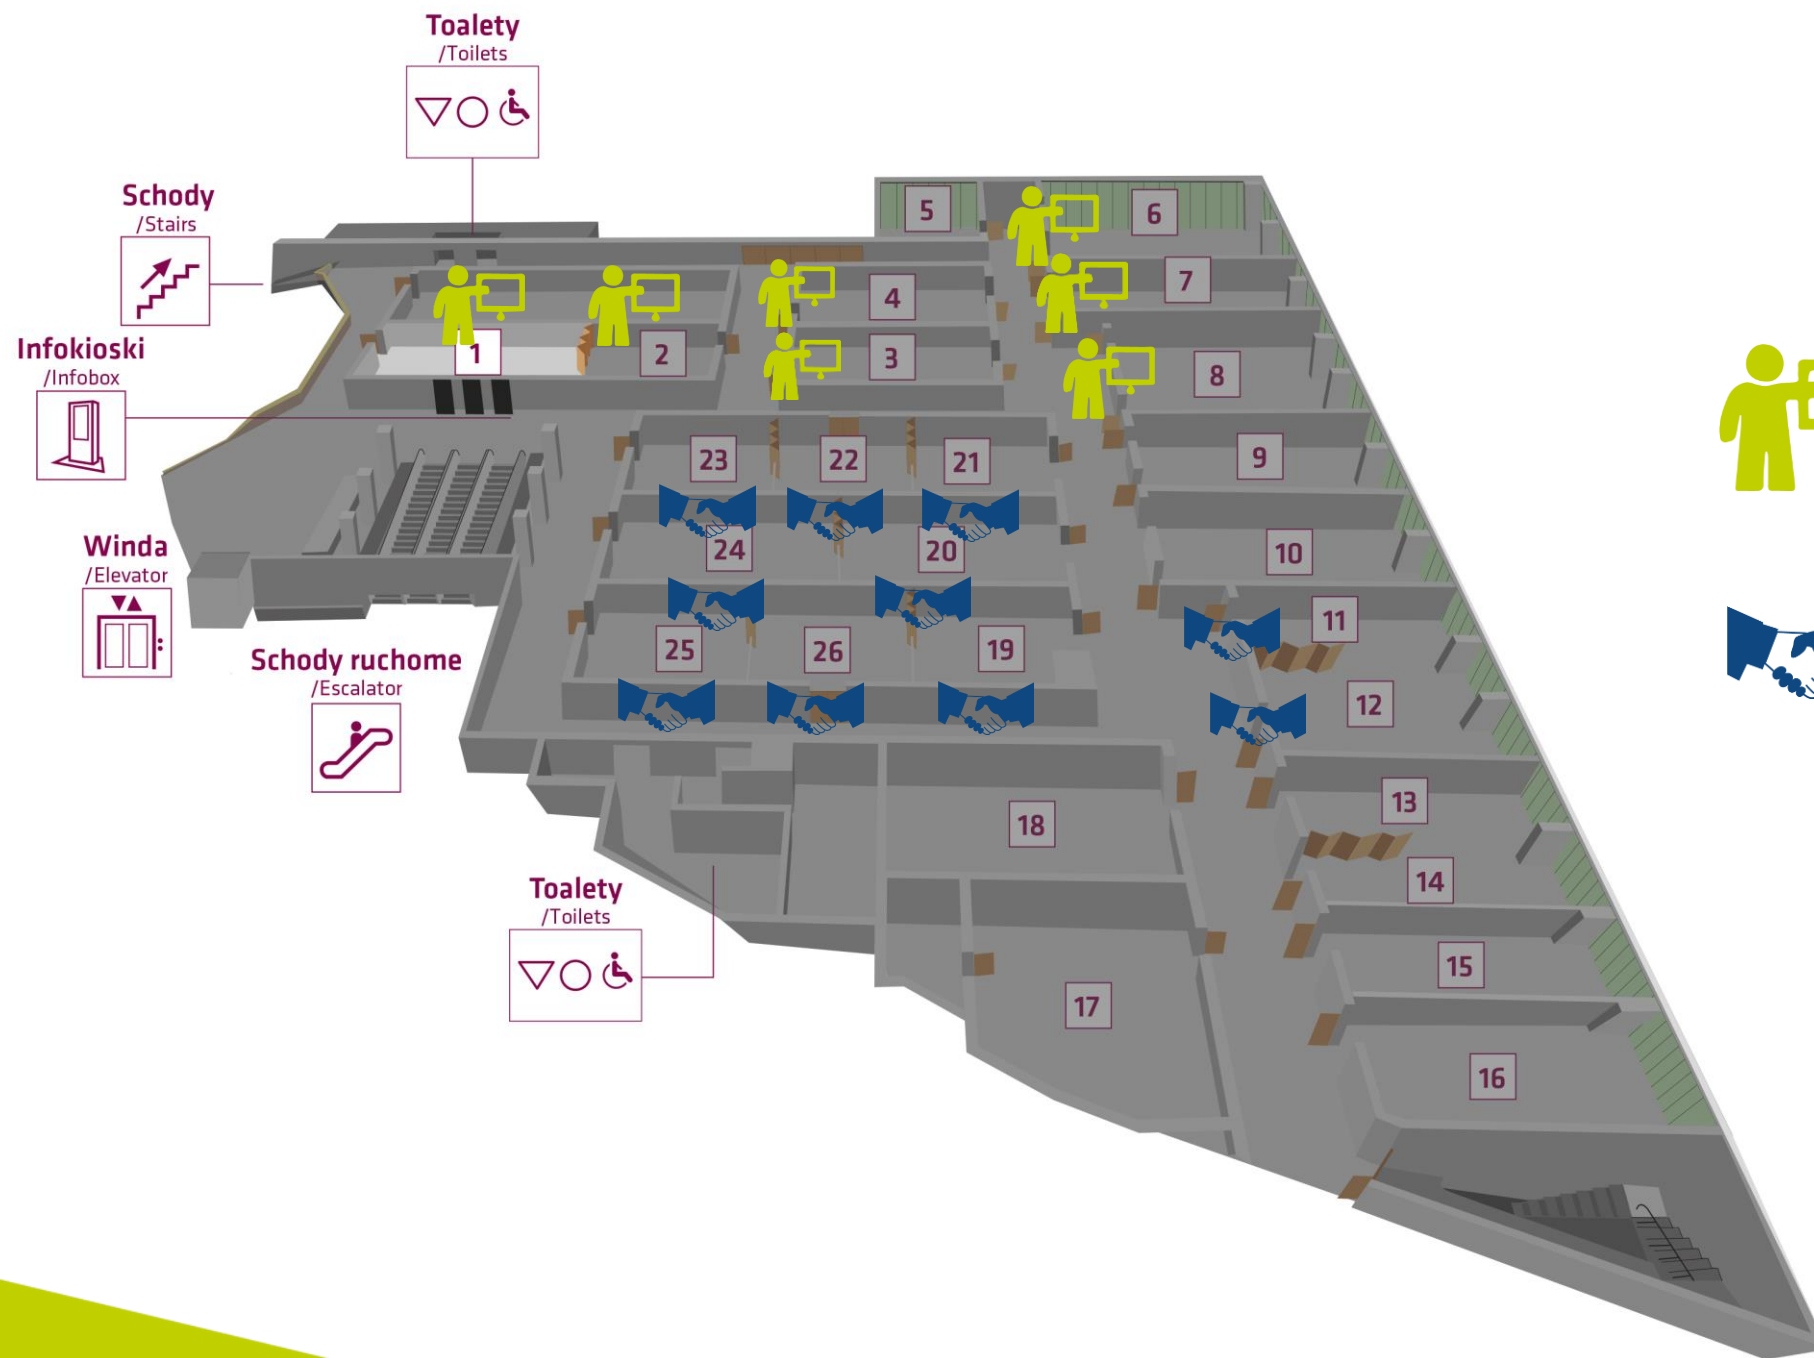 Toalety
/Toilets
Schody
/Stairs
Infokioski
/Infobox
Winda
/Elevator
Schody ruchome
/Escalator
Toalety
/Toilets
5
6
7
4
1
2
3
8
23
22
21
9
24
20
10
25
26
19
11
12
18
13
14
17
15
16